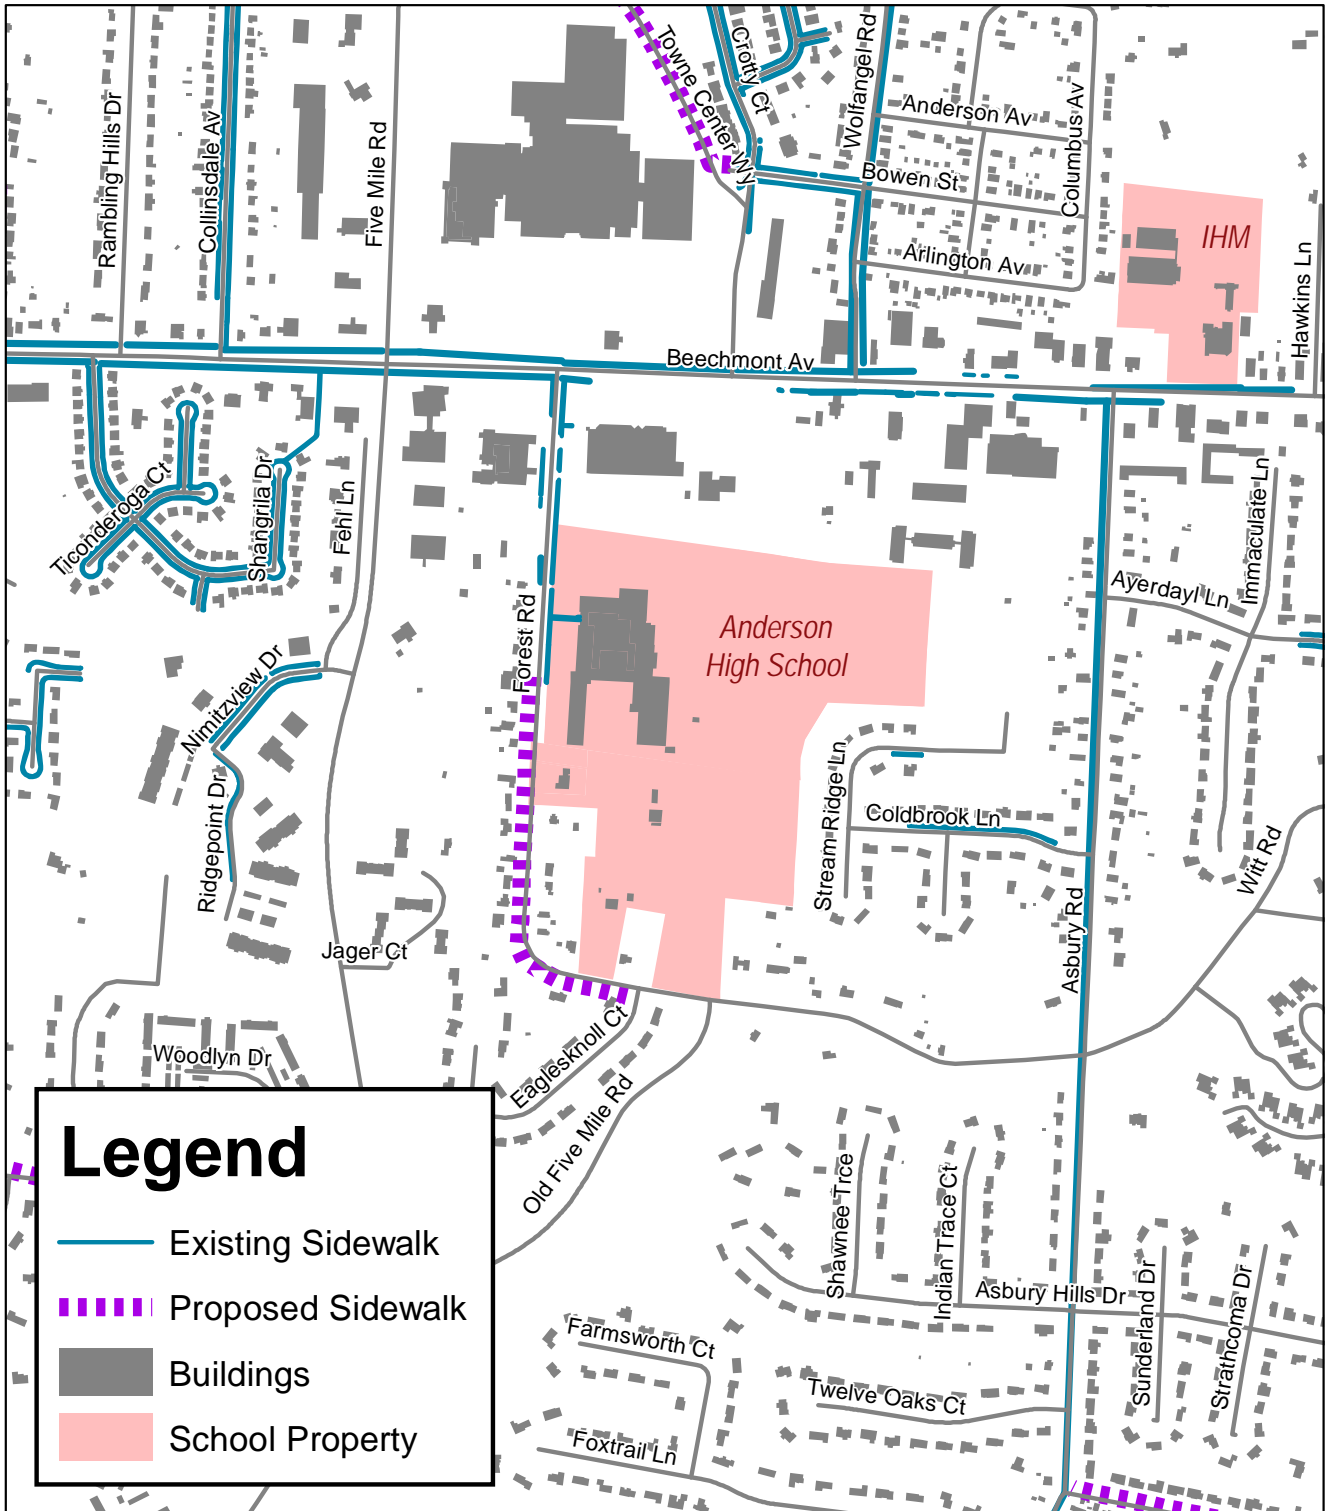 Rambling Hills Dr
Collinsdale Av
Five Mile Rd
Towne Center Wy
Crotty Ct
Wolfangel Rd
Anderson Av
Columbus Av
Bowen St
Arlington Av
IHM
Hawkins Ln
Beechmont Av
Ticonderoga Ct
Shangrila Dr
Fehl Ln
Immaculate Ln
Ayerdayl Ln
Forest Rd
Anderson
High School
Nimitzview Dr
Ridgepoint Dr
Stream Ridge Ln
Coldbrook Ln
Witt Rd
Asbury Rd
Jager Ct
Woodlyn Dr
Eaglesknoll Ct
Old Five Mile Rd
Shawnee Trce
Indian Trace Ct
Asbury Hills Dr
Sunderland Dr
Strathcoma Dr
Farmsworth Ct
Twelve Oaks Ct
Foxtrail Ln
Legend
Existing Sidewalk
Proposed Sidewalk
Buildings
School Property